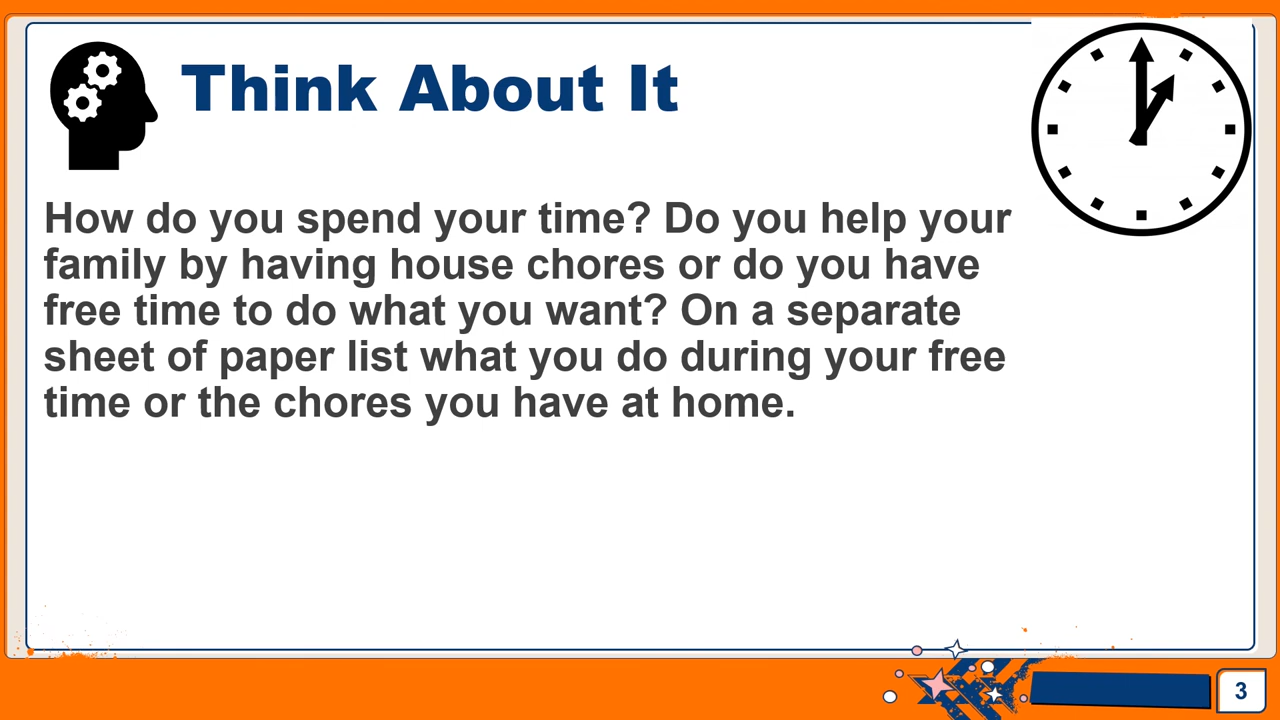 Think About It
How do you spend your time? Do you help your
family by having house chores or do you have
free time to do what you want? On a separate
sheet of paper list what you do during your free
time or the chores you have at home.
3